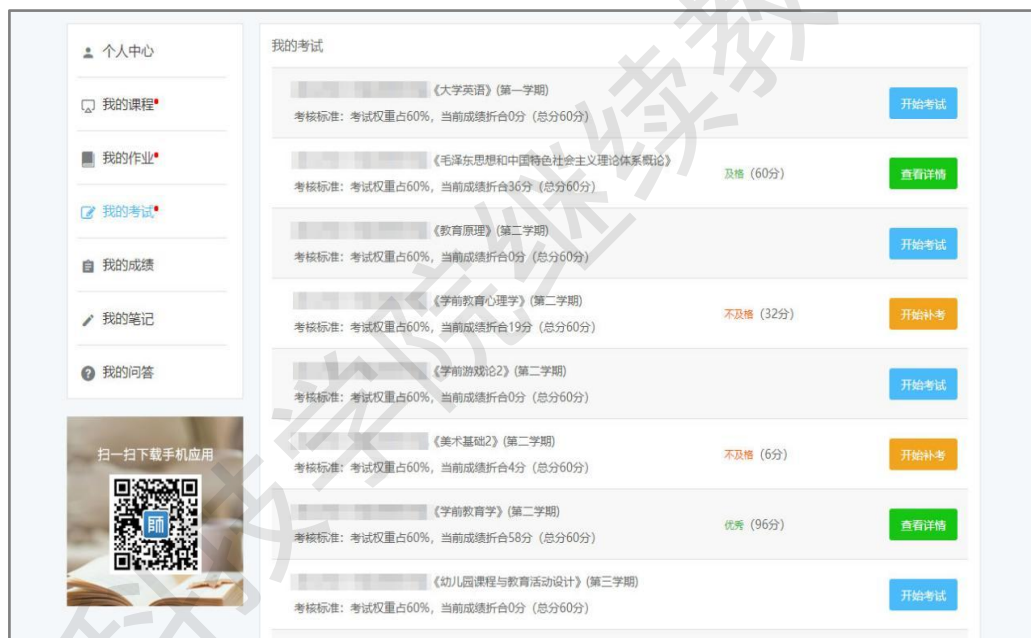 个人中心
我的课程
我的作业
我的考试
我的成绩
我的笔记
我的问答
扫一扫下载手机应用
師
我的考试
《大学英语》(第一学期)
考核标准：考试权重占60%，当前成绩折合0分（总分60分）
开始考试
《毛泽东思想和中国特色社会主义理论体系概论》
考核标准：考试权重占60%，当前成绩折合36分（总分60分）
及格（60分）
查看详情
《教育原理》(第二学期)
考核标准：考试权重占60%，当前成绩折合0分（总分60分）
开始考试
《学前教育心理学》(第二学期)
考核标准：考试权重占60%，当前成绩折合19分（总分60分）
不及格（32分）
开始补考
《学前游戏论2》(第二学期)
考核标准：考试权重占60%，当前成绩折合0分（总分60分）
开始考试
《美术基础2》(第二学期)
考核标准：考试权重占60%，当前成绩折合4分（总分60分）
不及格（6分）
开始补考
《学前教育学》(第二学期)
考核标准：考试权重占60%，当前成绩折合58分（总分60分）
优秀（96分）
查看详情
《幼儿园课程与教育活动设计》(第三学期)
考核标准：考试权重占60%，当前成绩折合0分（总分60分）
开始考试
科技学院继续教